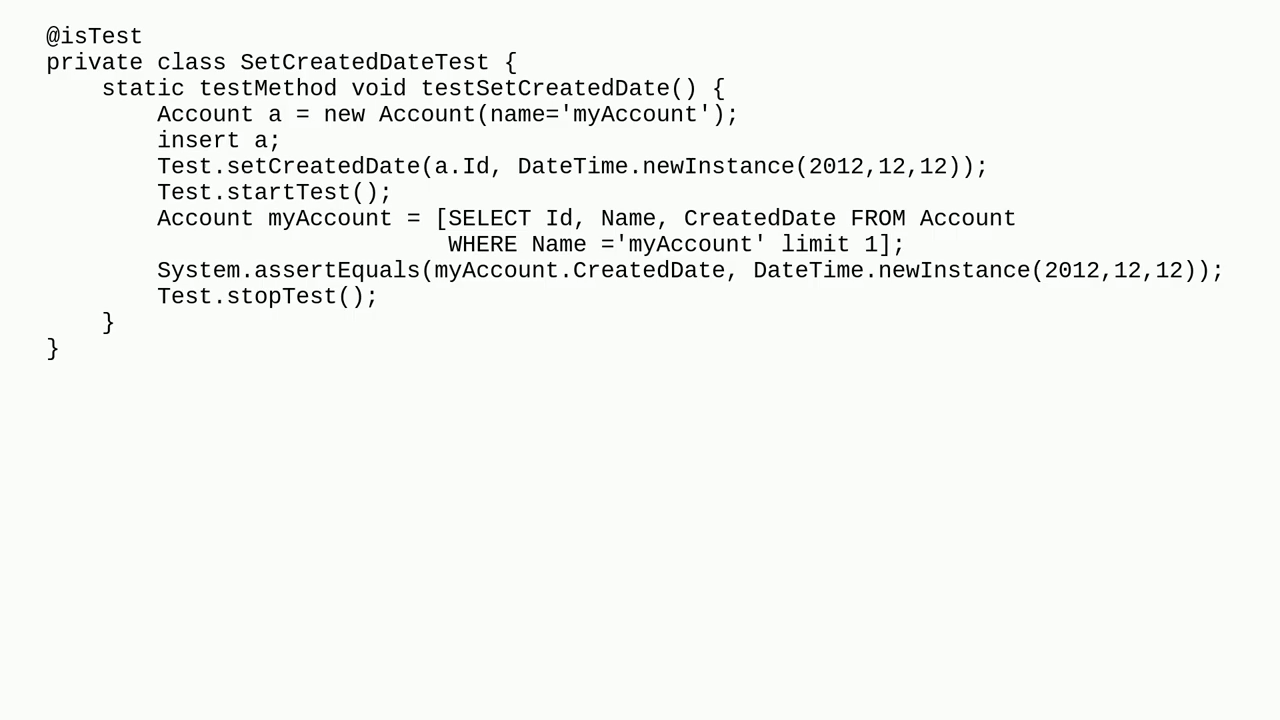 @isTest
private class SetCreatedDateTest {
    static testMethod void testSetCreatedDate() {
        Account a = new Account(name='myAccount');
        insert a;
        Test.setCreatedDate(a.Id, DateTime.newInstance(2012,12,12));
        Test.startTest();
        Account myAccount = [SELECT Id, Name, CreatedDate FROM Account
                             WHERE Name ='myAccount' limit 1];
        System.assertEquals(myAccount.CreatedDate, DateTime.newInstance(2012,12,12));
        Test.stopTest();
    }
}